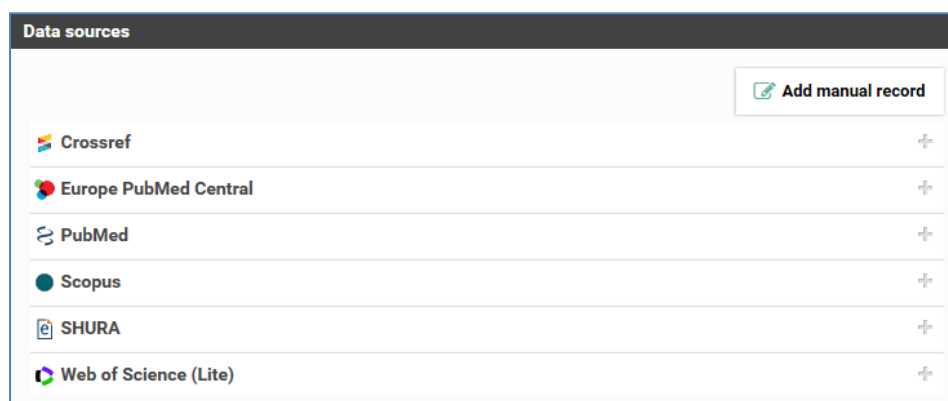 Data sources
Add manual record
Crossref
Europe PubMed Central
PubMed
Scopus
SHURA
Web of Science (Lite)